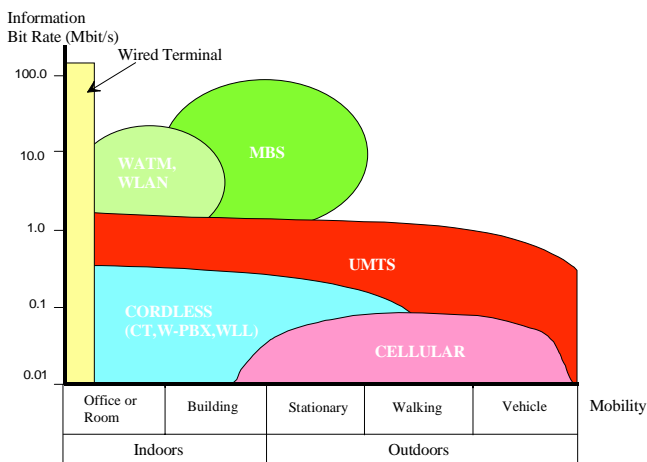 Information
Bit Rate (Mbit/s)
Wired Terminal
100.0
10.0
1.0
0.1
0.01
MBS
WATM,
WLAN
UMTS
CORDLESS
(CT,W-PBX,WLL)
CELLULAR
Office or
Room
Building
Stationary
Walking
Vehicle
Mobility
Indoors
Outdoors